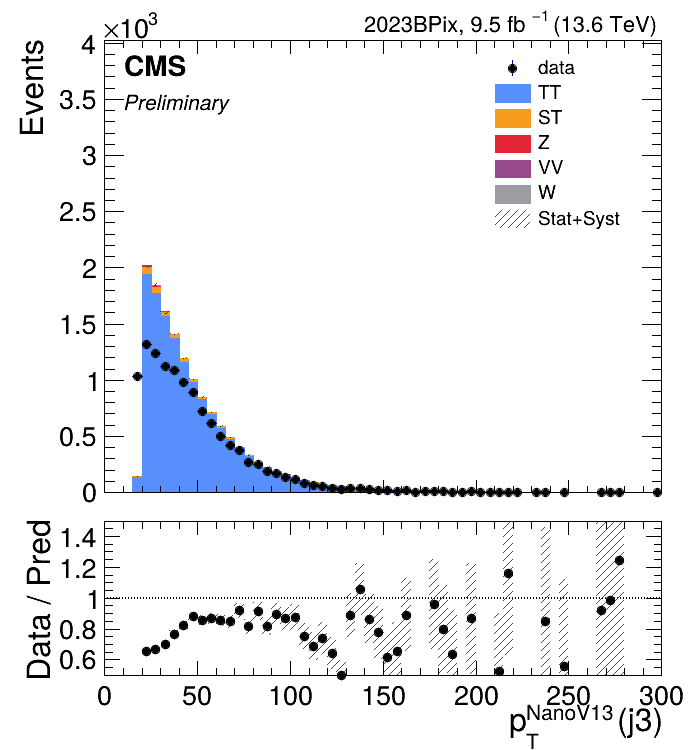 ×10³
2023BPix, 9.5 fb ⁻¹ (13.6 TeV)
CMS
Preliminary
Events
4
3.5
3
2.5
2
1.5
1
0.5
0
data
TT
ST
Z
VV
W
Stat+Syst
Data / Pred
1.4
1.2
1
0.8
0.6
0 50 100 150 200 250 300
p_T^NanoV13 (j3)